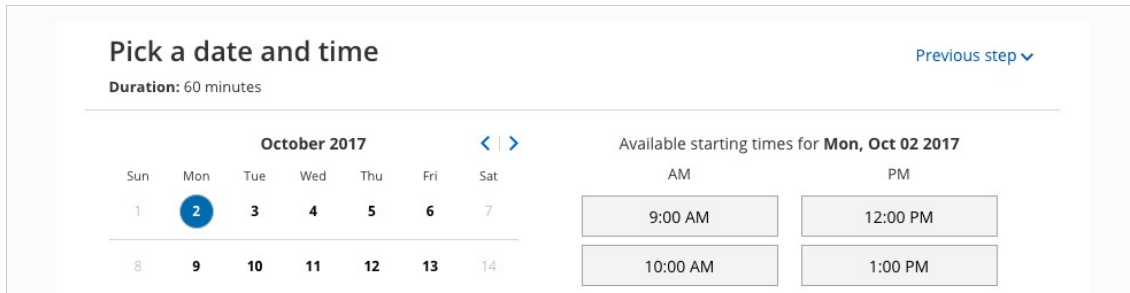 Pick a date and time
Previous step
Duration: 60 minutes
October 2017
Sun Mon Tue Wed Thu Fri Sat
1 2 3 4 5 6 7
8 9 10 11 12 13 14
Available starting times for Mon, Oct 02 2017
AM PM
9:00 AM 12:00 PM
10:00 AM 1:00 PM